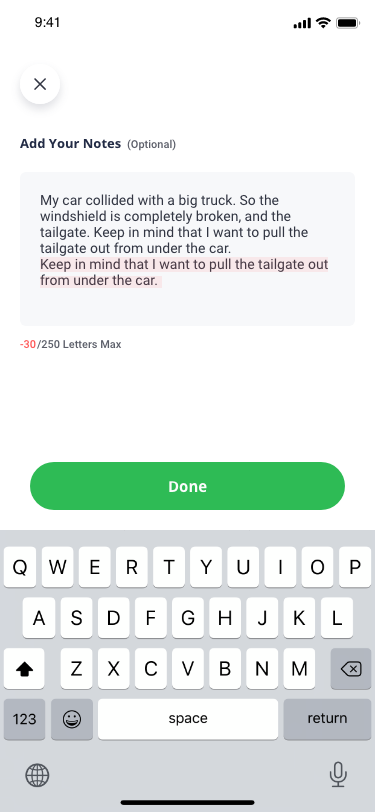 9:41
Add Your Notes (Optional)
My car collided with a big truck. So the
windshield is completely broken, and the
tailgate. Keep in mind that I want to pull the
tailgate out from under the car.
Keep in mind that I want to pull the tailgate out
from under the car.
-30/250 Letters Max
Done
Q W E R T Y U I O P
A S D F G H J K L
Z X C V B N M
123 space return